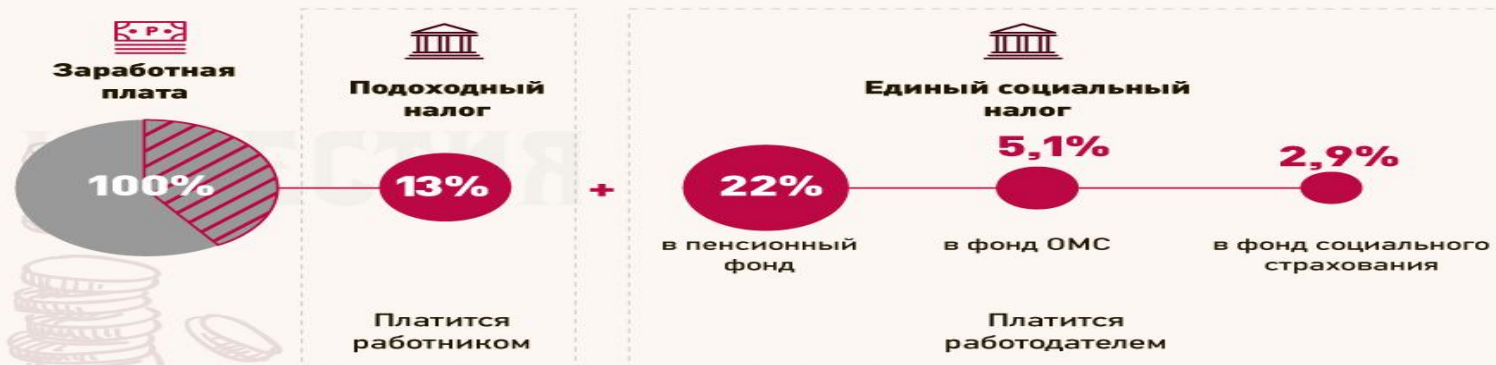 Заработная
плата
100%
Подоходный
налог
13%
Платится
работником
+
Единый социальный
налог
22%
в пенсионный
фонд
5,1%
в фонд ОМС
2,9%
в фонд социального
страхования
Платится
работодателем